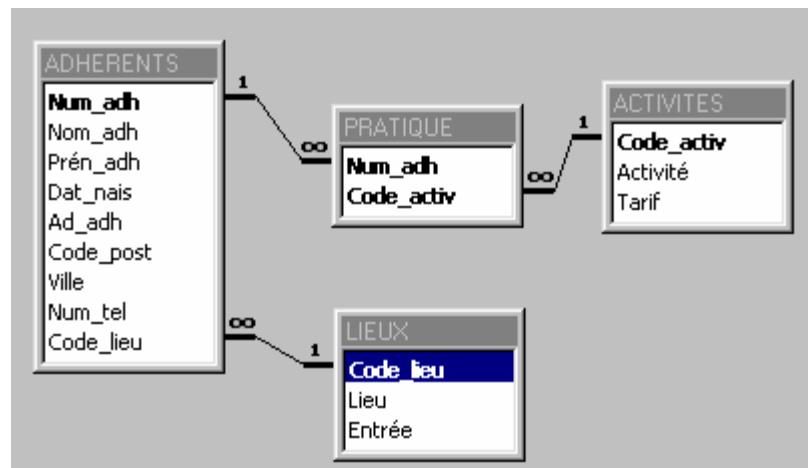 ADHERENTS
Num_adh
Nom_adh
Prén_adh
Dat_nais
Ad_adh
Code_post
Ville
Num_tel
Code_lieu
1
∞
∞
1
PRATIQUE
Num_adh
Code_activ
∞
1
ACTIVITES
Code_activ
Activité
Tarif
LIEUX
Code_lieu
Lieu
Entrée